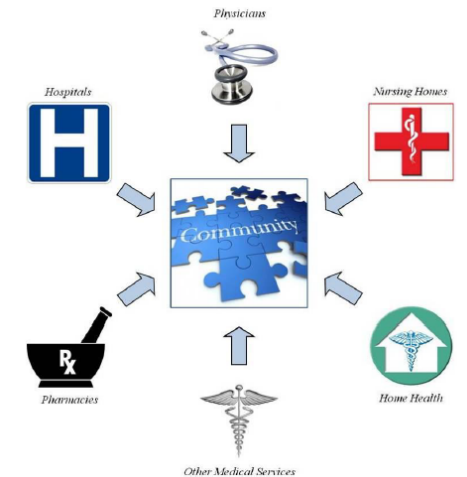 Physicians
Hospitals
Nursing Homes
H
Community
Rx
Pharmacies
Home Health
Other Medical Services